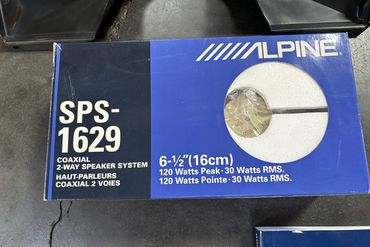 /////ALPINE
SPS-
1629
COAXIAL
2-WAY SPEAKER SYSTEM
HAUT-PARLEURS
COAXIAL 2 VOIES
6-½"(16cm)
120 Watts Peak · 30 Watts RMS.
120 Watts Pointe · 30 Watts RMS.